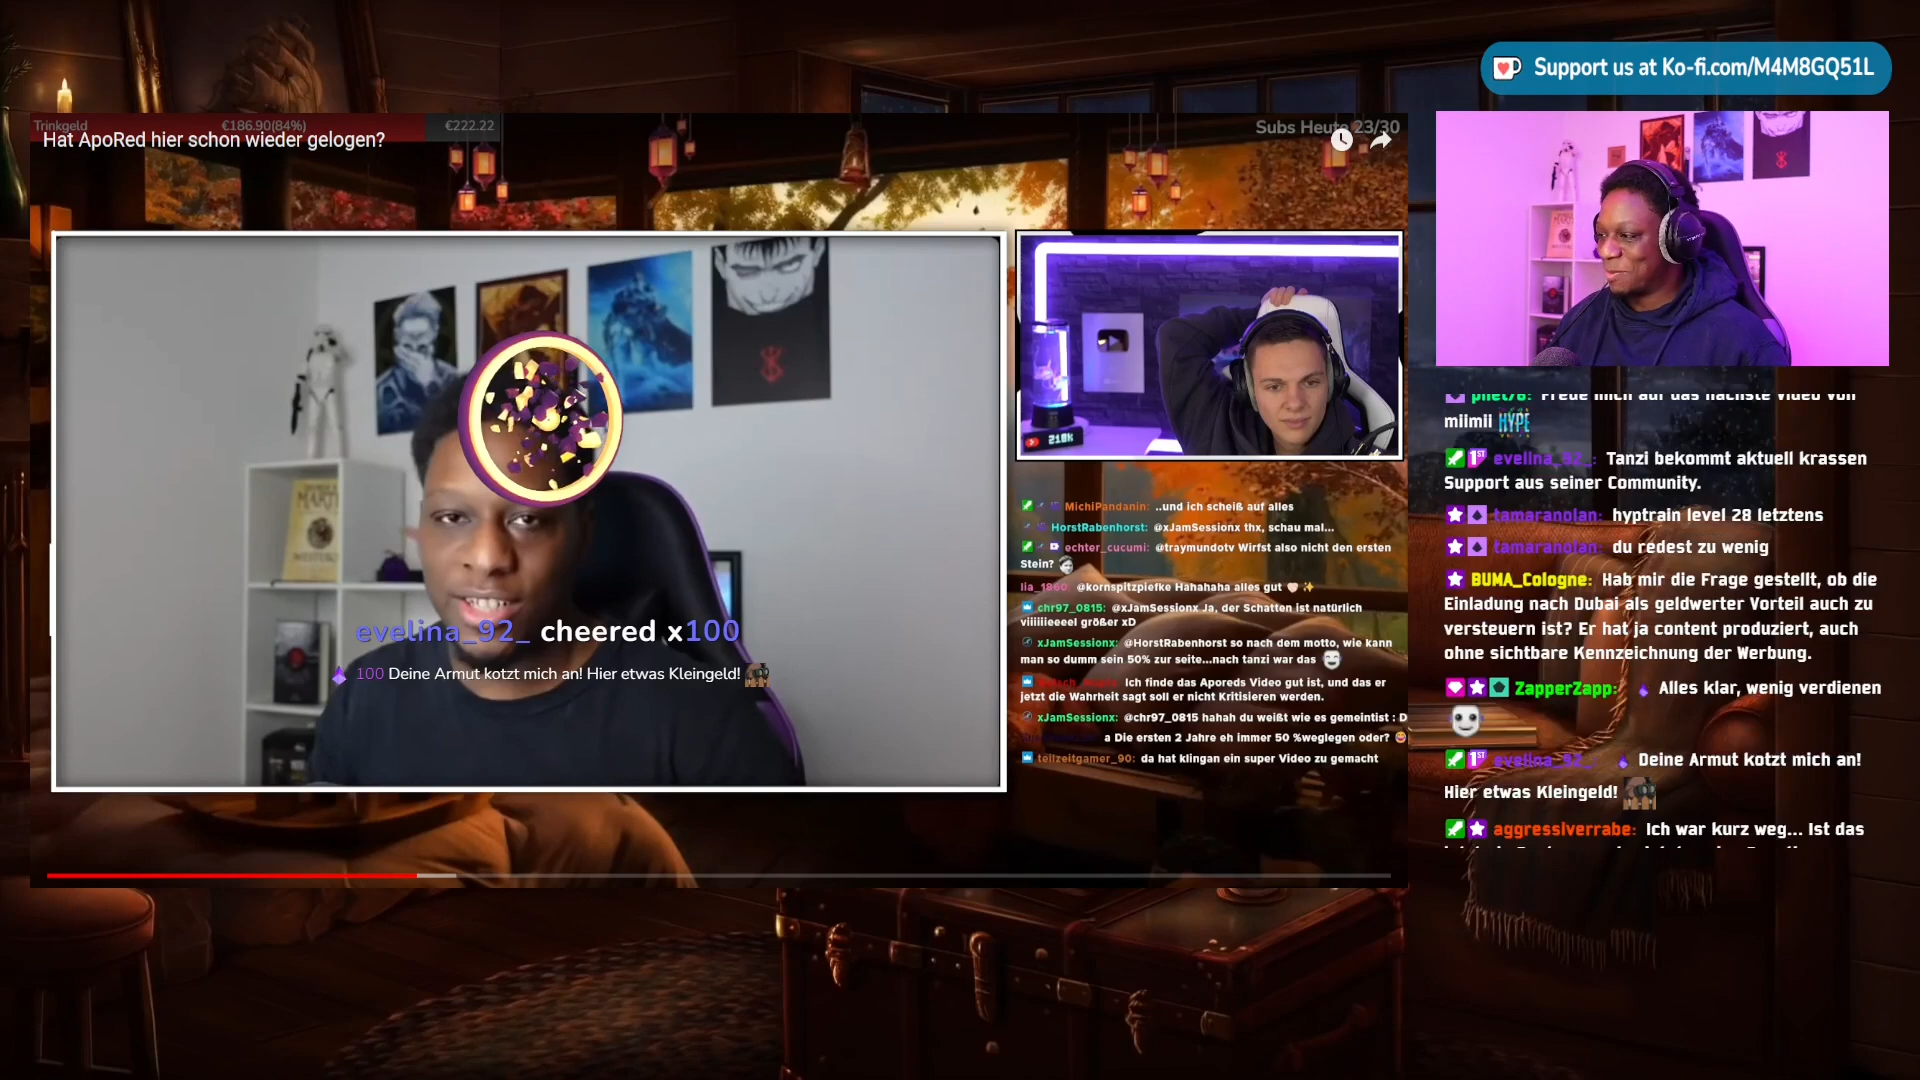 Support us at Ko-fi.com/M4M8GQ51L
Trinkgeld €186.90(84%) €222.22
Hat ApoRed hier schon wieder gelogen?
Subs Heute 23/30
218K
evelina_92_ cheered x100
100 Deine Armut kotzt mich an! Hier etwas Kleingeld!
MichiPandanin: ..und ich scheiß auf alles
HorstRabenhorst: @xJamSessionx thx, schau mal...
echter_cucumi: @traymundotv Wirfst also nicht den ersten
Stein?
lia_1860: @kornspitzpiefke Hahahaha alles gut
chr97_0815: @xJamSessionx Ja, der Schatten ist natürlich
viiiiiieeeel größer xD
xJamSessionx: @HorstRabenhorst so nach dem motto, wie kann
man so dumm sein 50% zur seite...nach tanzi war das
Ich finde das Aporeds Video gut ist, und das er
jetzt die Wahrheit sagt soll er nicht Kritisieren werden.
xJamSessionx: @chr97_0815 hahah du weißt wie es gemeintist : D
a Die ersten 2 Jahre eh immer 50 %weglegen oder?
teilzeitgamer_90: da hat klingan ein super Video zu gemacht
miimii HYPE
evelina_92_: Tanzi bekommt aktuell krassen
Support aus seiner Community.
tamaranolan: hyptrain level 28 letztens
tamaranolan: du redest zu wenig
BUMA_Cologne: Hab mir die Frage gestellt, ob die
Einladung nach Dubai als geldwerter Vorteil auch zu
versteuern ist? Er hat ja content produziert, auch
ohne sichtbare Kennzeichnung der Werbung.
ZapperZapp: Alles klar, wenig verdienen
evelina_92_: Deine Armut kotzt mich an!
Hier etwas Kleingeld!
aggressiverrabe: Ich war kurz weg... Ist das